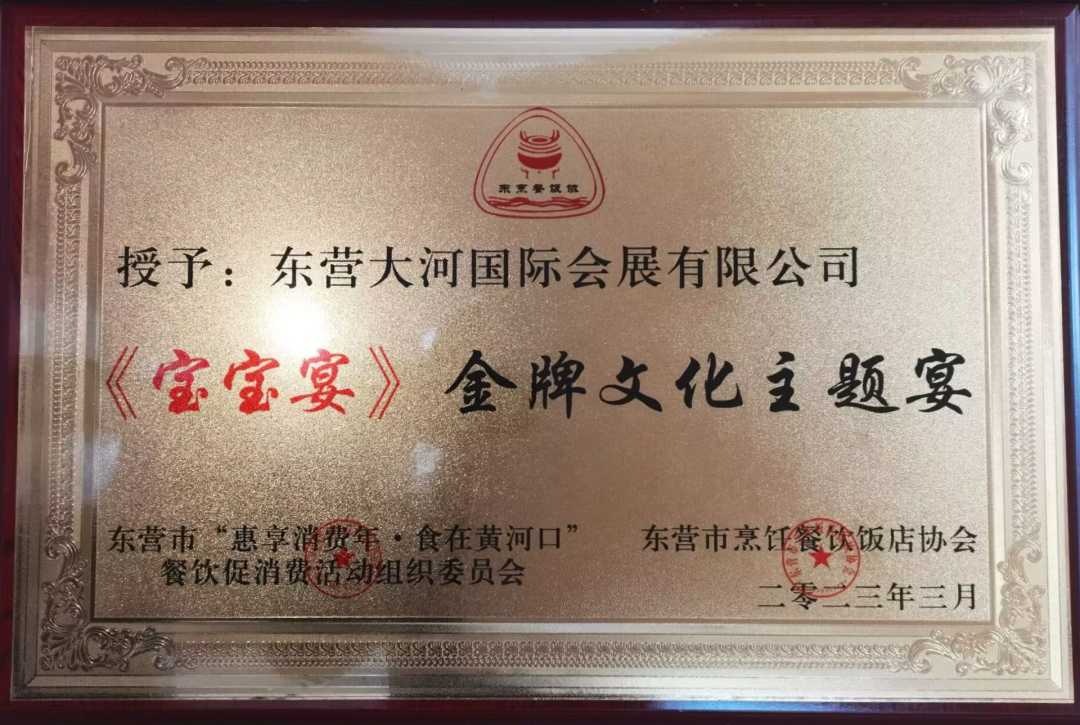 东烹餐饭协
授予：东营大河国际会展有限公司
《宝宝宴》 金牌文化主题宴
东营市“惠享消费年·食在黄河口”
餐饮促消费活动组织委员会
东营市烹饪餐饮饭店协会
二零二三年三月